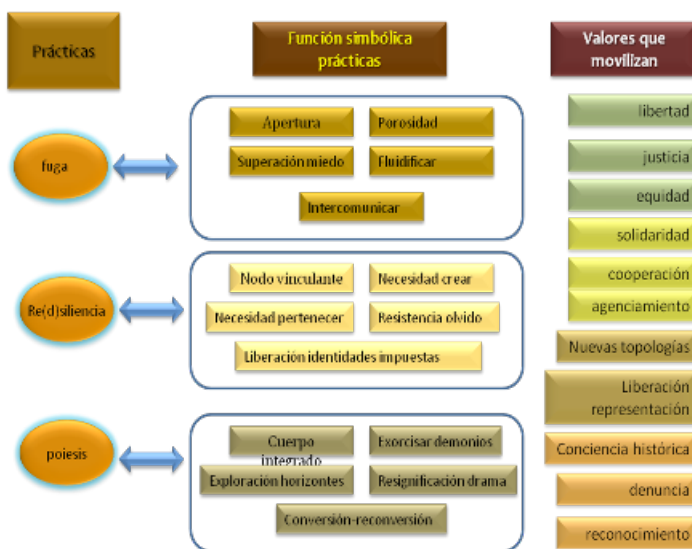 Prácticas
Función simbólica
prácticas
Valores que
movilizan
fuga
Apertura
Porosidad
Superación miedo
Fluidificar
Intercomunicar
Re(d)siliencia
Nodo vinculante
Necesidad crear
Necesidad pertenecer
Resistencia olvido
Liberación identidades impuestas
poiesis
Cuerpo
integrado
Exorcisar demonios
Exploración horizontes
Resignificación drama
Conversión-reconversión
libertad
justicia
equidad
solidaridad
cooperación
agenciamiento
Nuevas topologías
Liberación
representación
Conciencia histórica
denuncia
reconocimiento